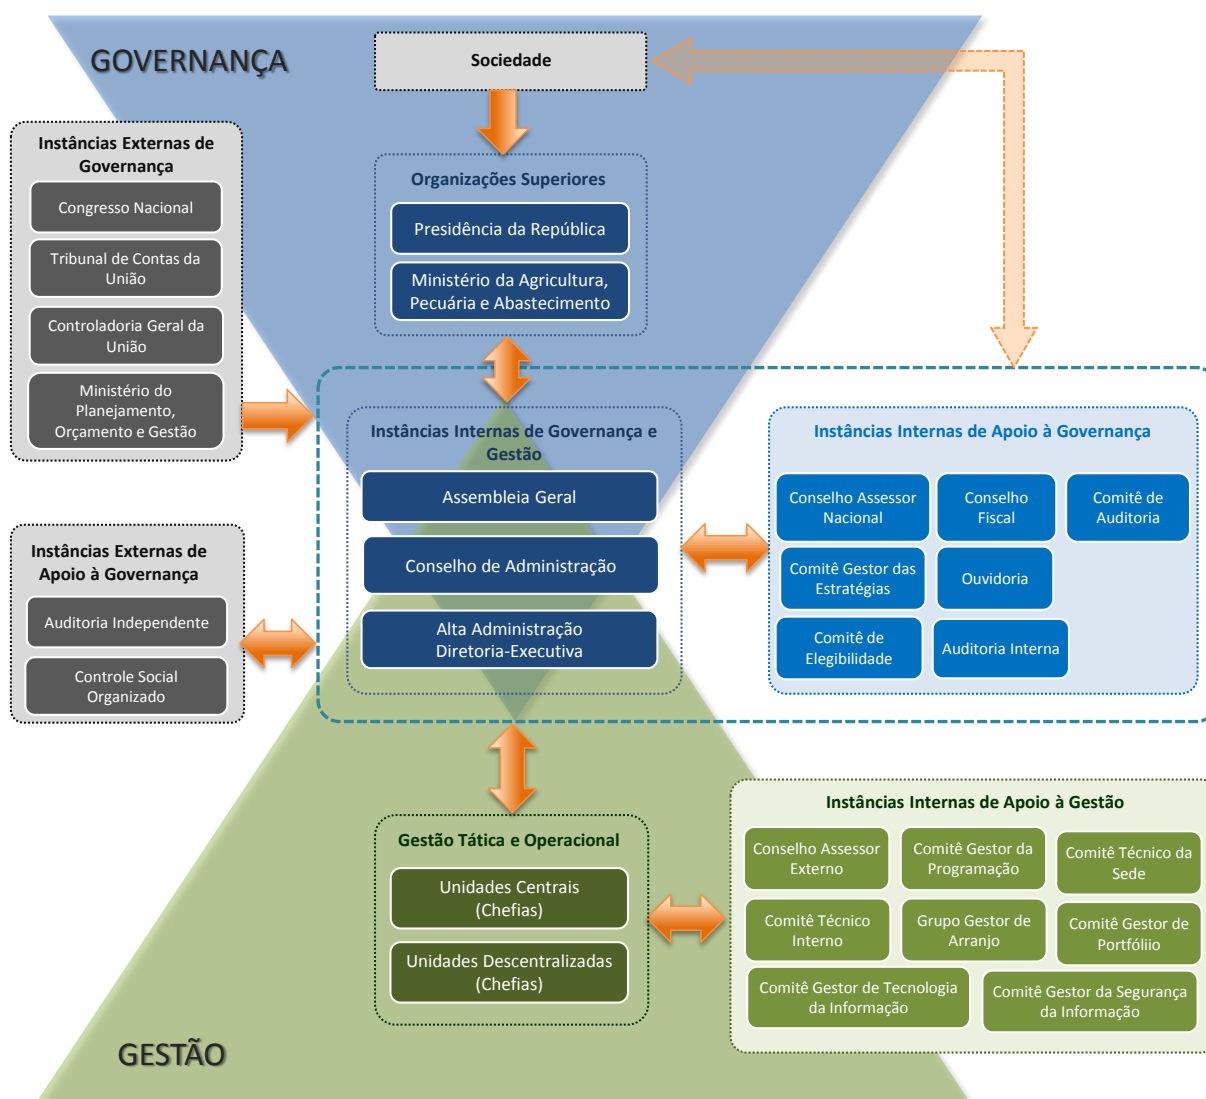 GOVERNANÇA
Sociedade
Instâncias Externas de
Governança
Congresso Nacional
Tribunal de Contas da
União
Controladoria Geral da
União
Ministério do
Planejamento,
Orçamento e Gestão
Organizações Superiores
Presidência da República
Ministério da Agricultura,
Pecuária e Abastecimento
Instâncias Internas de Governança e
Gestão
Assembleia Geral
Conselho de Administração
Alta Administração
Diretoria-Executiva
Instâncias Internas de Apoio à Governança
Conselho Assessor
Nacional
Conselho
Fiscal
Comitê de
Auditoria
Comitê Gestor das
Estratégias
Ouvidoria
Comitê de
Elegibilidade
Auditoria Interna
Instâncias Externas de
Apoio à Governança
Auditoria Independente
Controle Social
Organizado
Gestão Tática e Operacional
Unidades Centrais
(Chefias)
Unidades Descentralizadas
(Chefias)
Instâncias Internas de Apoio à Gestão
Conselho Assessor
Externo
Comitê Gestor da
Programação
Comitê Técnico da
Sede
Comitê Técnico
Interno
Grupo Gestor de
Arranjo
Comitê Gestor de
Portfóliio
Comitê Gestor de Tecnologia
da Informação
Comitê Gestor da Segurança
da Informação
GESTÃO